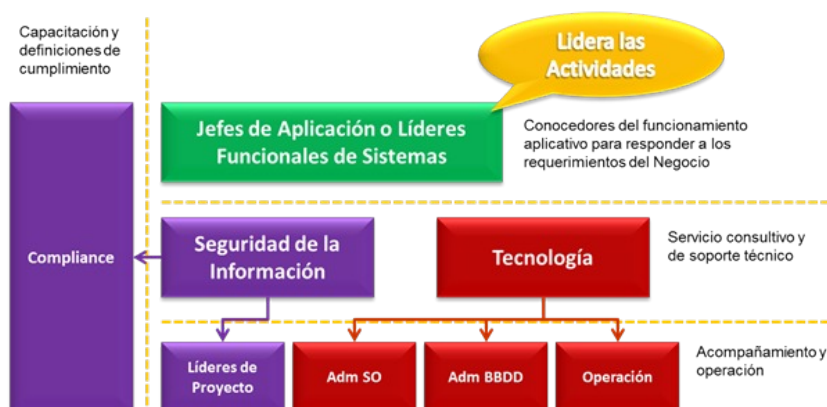 Capacitación y
definiciones de
cumplimiento
Lidera las
Actividades
Jefes de Aplicación o Líderes
Funcionales de Sistemas
Conocedores del funcionamiento
aplicativo para responder a los
requerimientos del Negocio
Compliance
Seguridad de la
Información
Tecnología
Servicio consultivo y
de soporte técnico
Líderes de
Proyecto
Adm SO
Adm BBDD
Operación
Acompañamiento y
operación